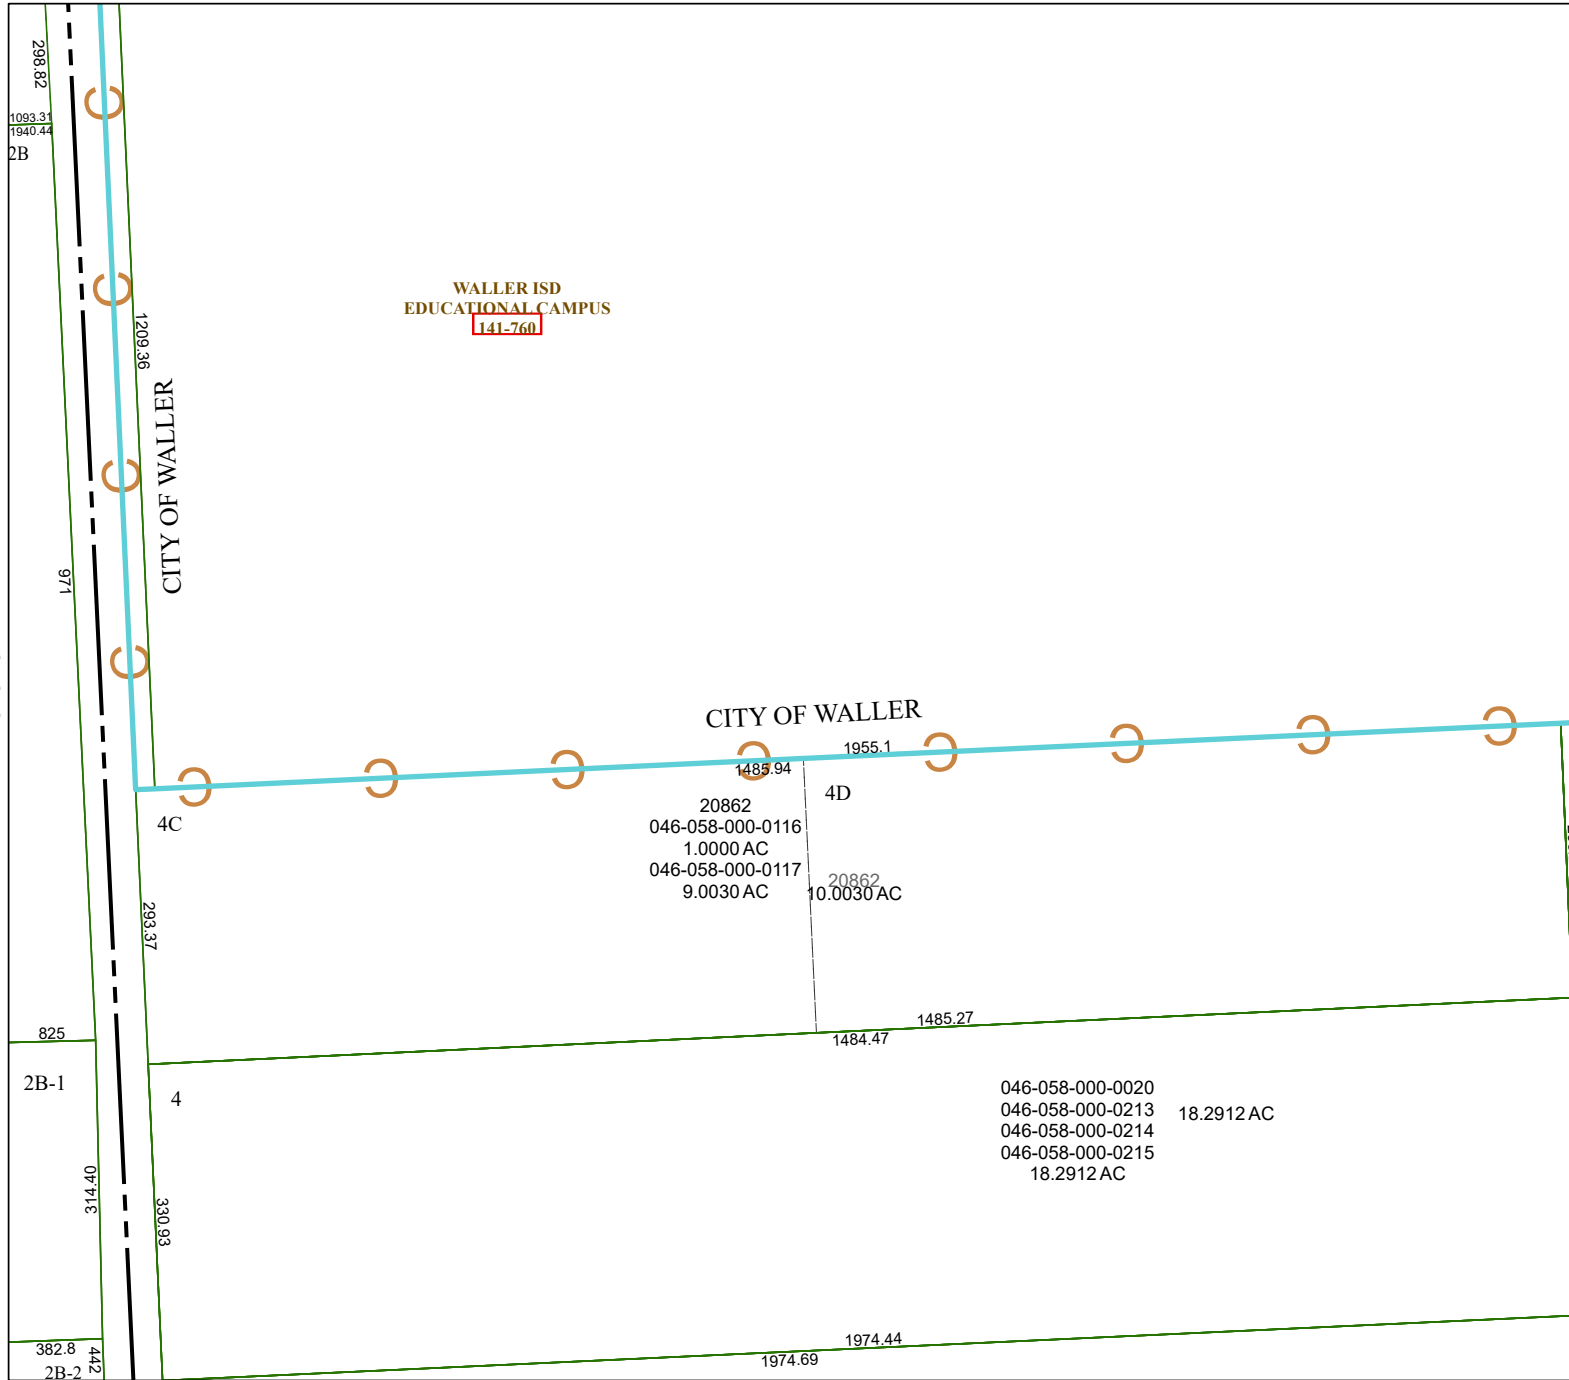 298.82
1093.31
1940.44
2B
WALLER ISD
EDUCATIONAL CAMPUS
141-760
1209.36
CITY OF WALLER
971
CITY OF WALLER
1955.1
1485.94
4D
4C
20862
046-058-000-0116
1.0000 AC
046-058-000-0117
9.0030 AC
20862
10.0030 AC
293.37
825
1485.27
1484.47
2B-1
4
046-058-000-0020
046-058-000-0213
046-058-000-0214
046-058-000-0215
18.2912 AC
18.2912 AC
314.40
330.93
382.8
442
2B-2
1974.44
1974.69